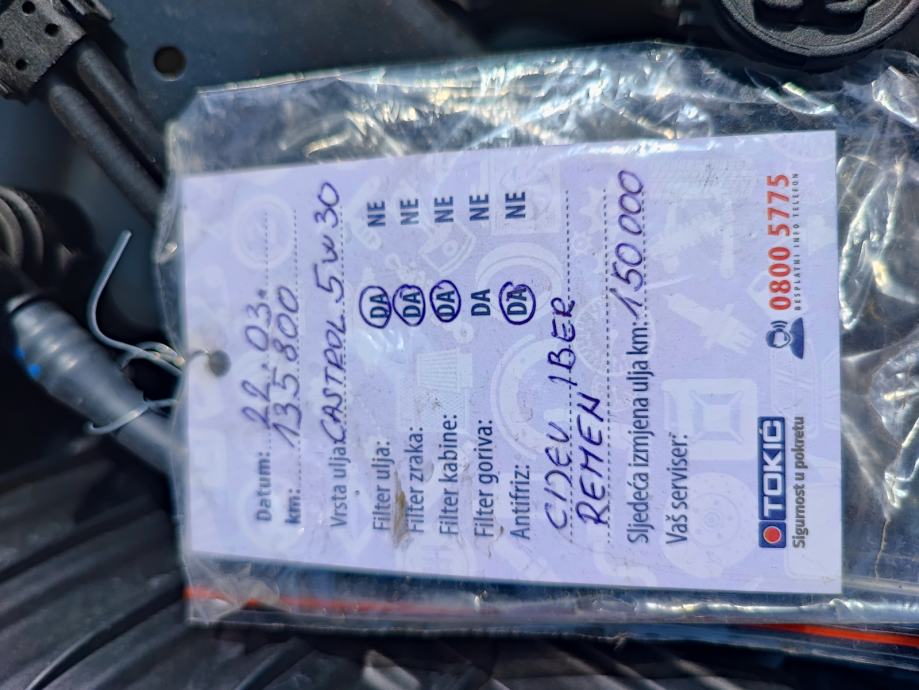 Datum: 22.03.
km: 135.800
Vrsta ulja: CASTROL 5w30
Filter ulja: DA NE
Filter zraka: DA NE
Filter kabine: DA NE
Filter goriva: DA NE
Antifriz: DA NE
CIJEV IBER
REMEN
Sljedeća izmjena ulja km: 150 000
Vaš serviser:
TOKIĆ
Sigurnost u pokretu
0800 5775
BESPLATNI INFO TELEFON